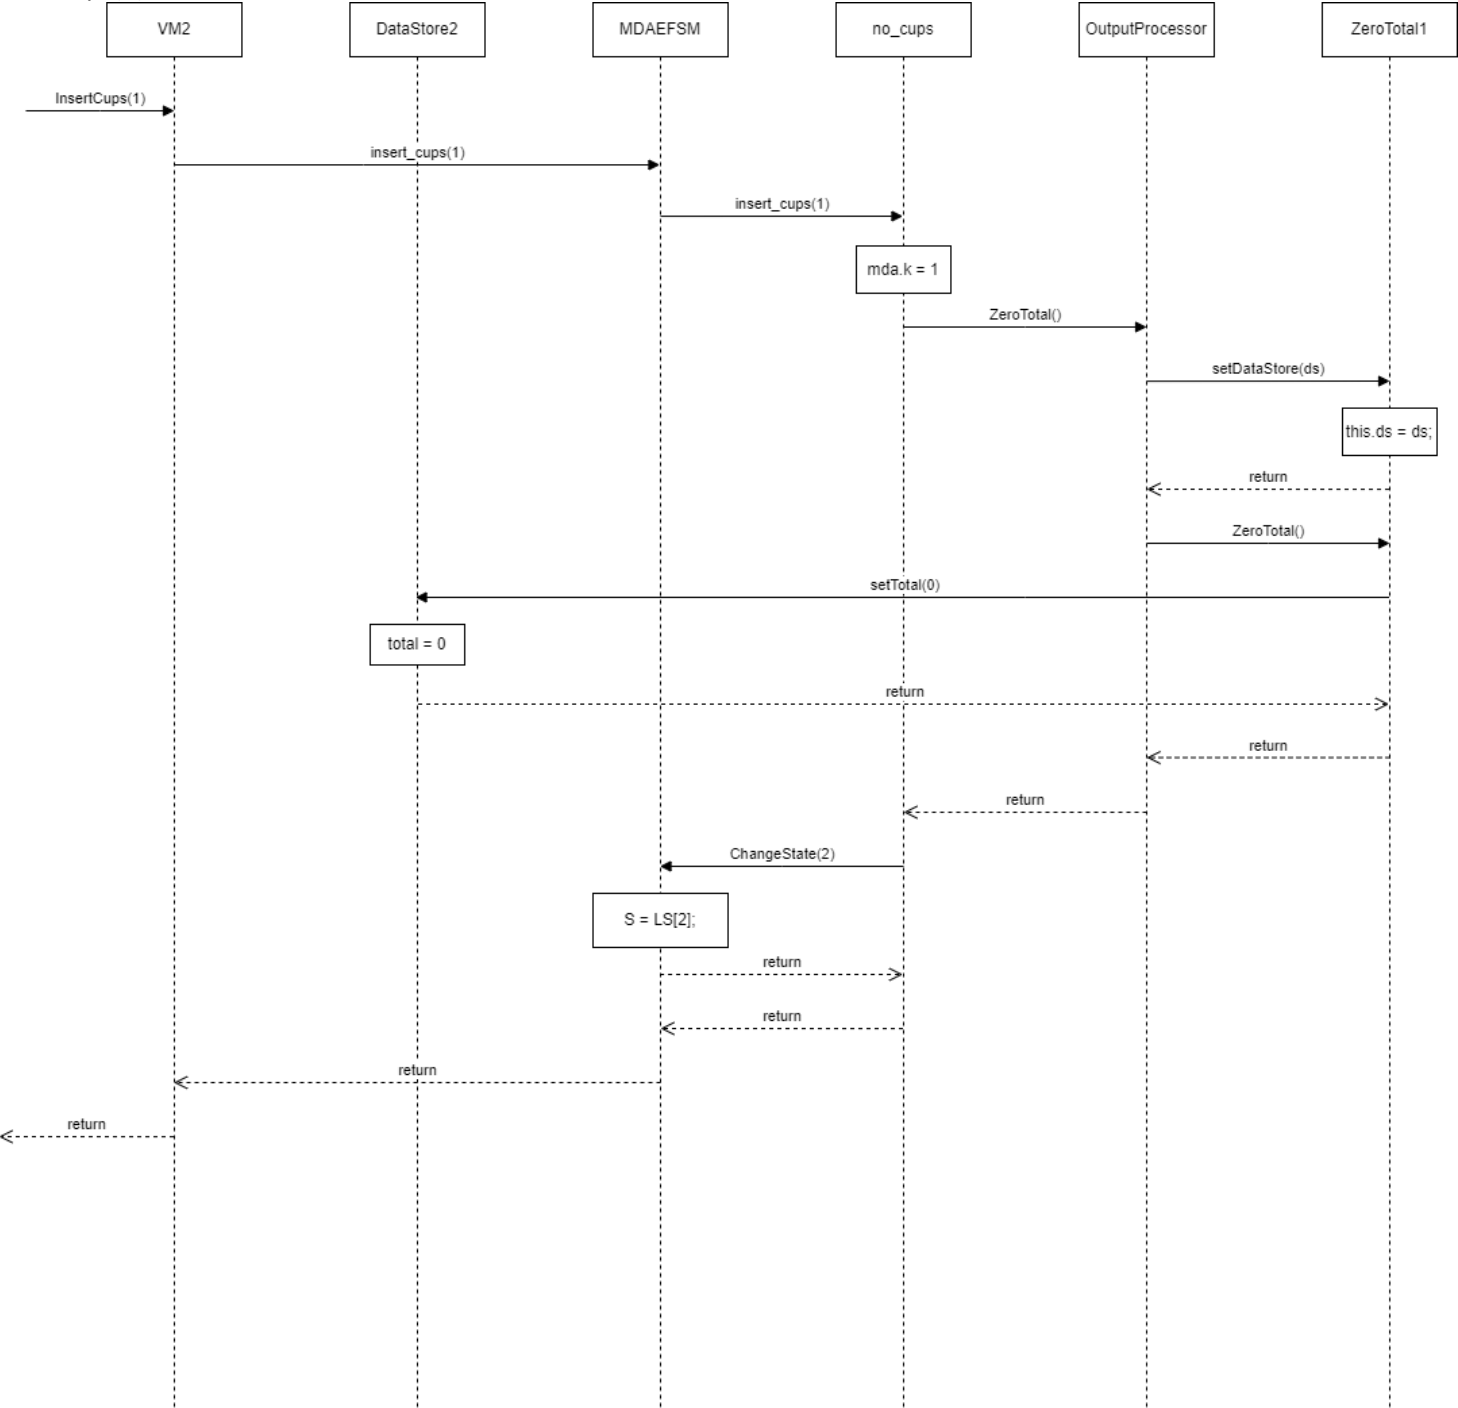 VM2
DataStore2
MDAEFSM
no_cups
OutputProcessor
ZeroTotal1
InsertCups(1)
insert_cups(1)
insert_cups(1)
mda.k = 1
ZeroTotal()
setDataStore(ds)
this.ds = ds;
return
ZeroTotal()
setTotal(0)
total = 0
return
return
return
ChangeState(2)
S = LS[2];
return
return
return
return